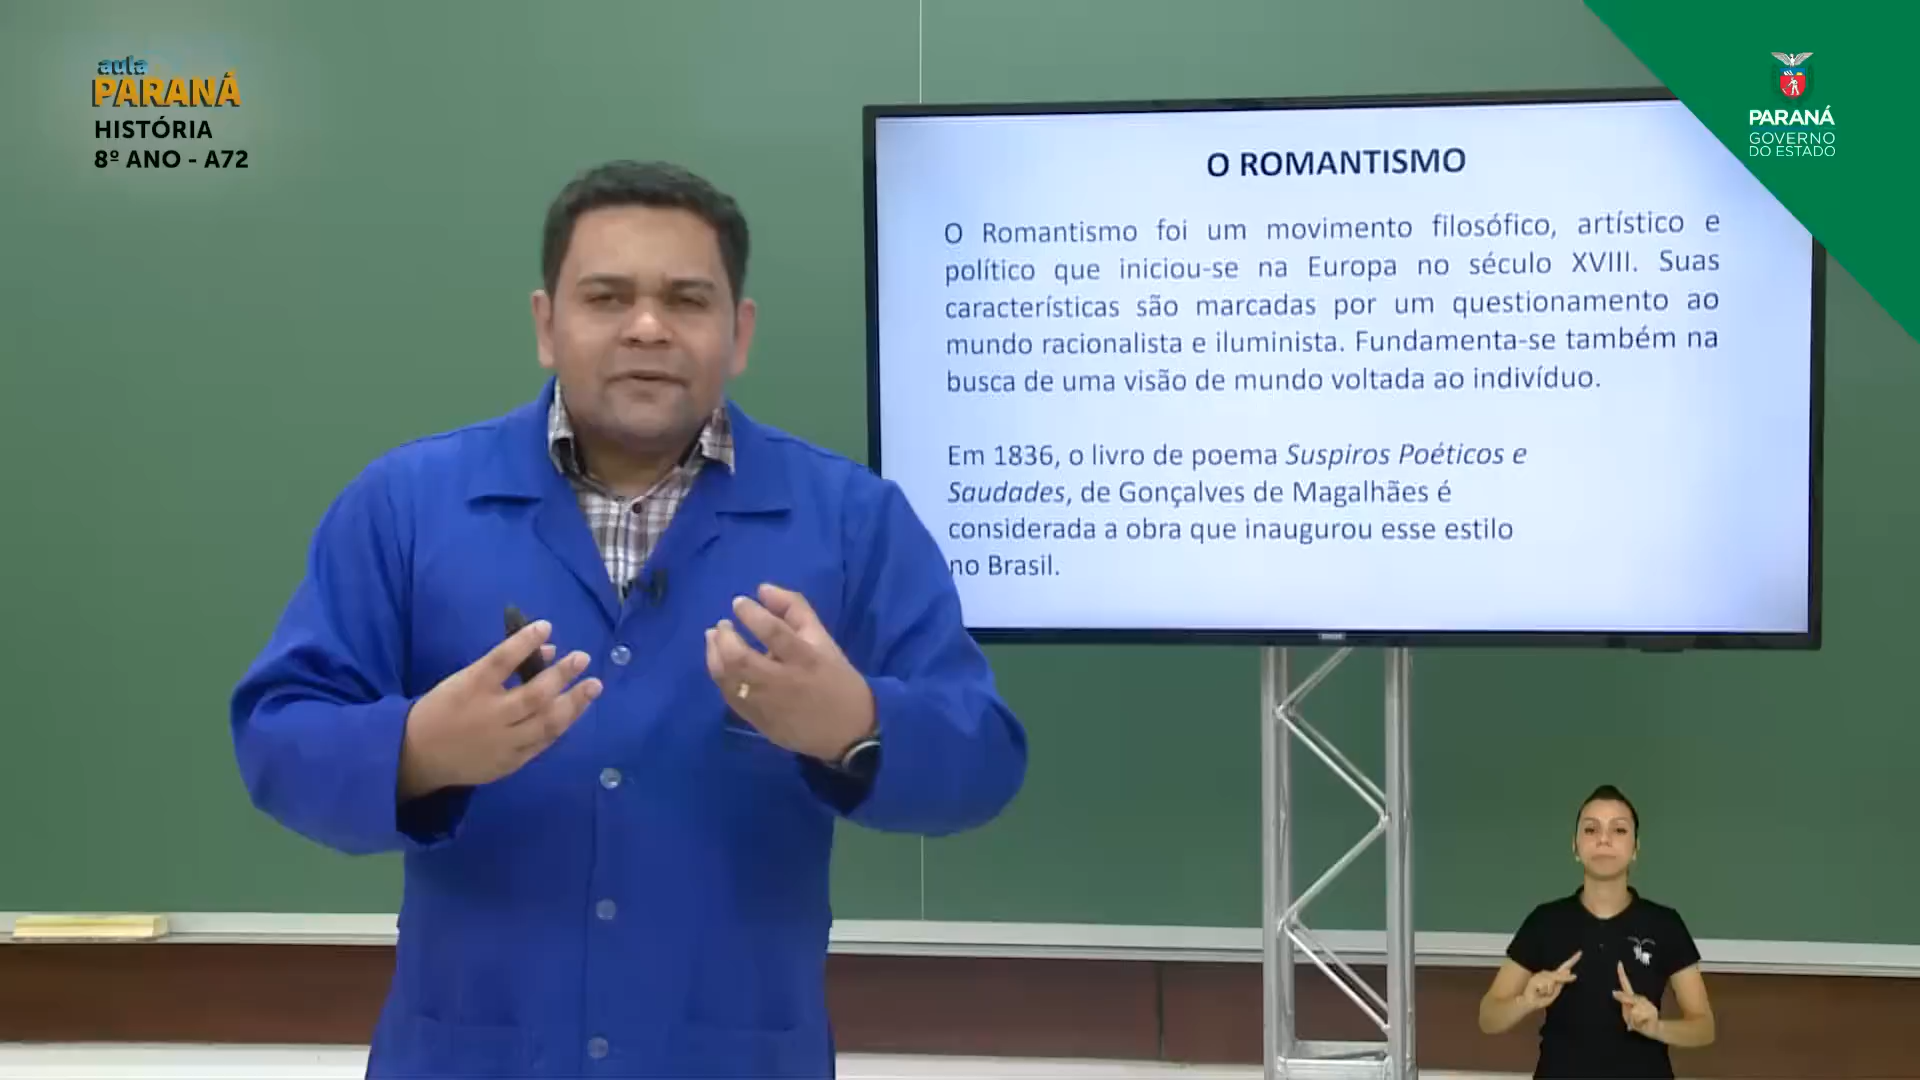 aula
PARANÁ
HISTÓRIA
8º ANO - A72
PARANÁ
GOVERNO
DO ESTADO
O ROMANTISMO
O Romantismo foi um movimento filosófico, artístico e
político que iniciou-se na Europa no século XVIII. Suas
características são marcadas por um questionamento ao
mundo racionalista e iluminista. Fundamenta-se também na
busca de uma visão de mundo voltada ao indivíduo.
Em 1836, o livro de poema Suspiros Poéticos e
Saudades, de Gonçalves de Magalhães é
considerada a obra que inaugurou esse estilo
no Brasil.